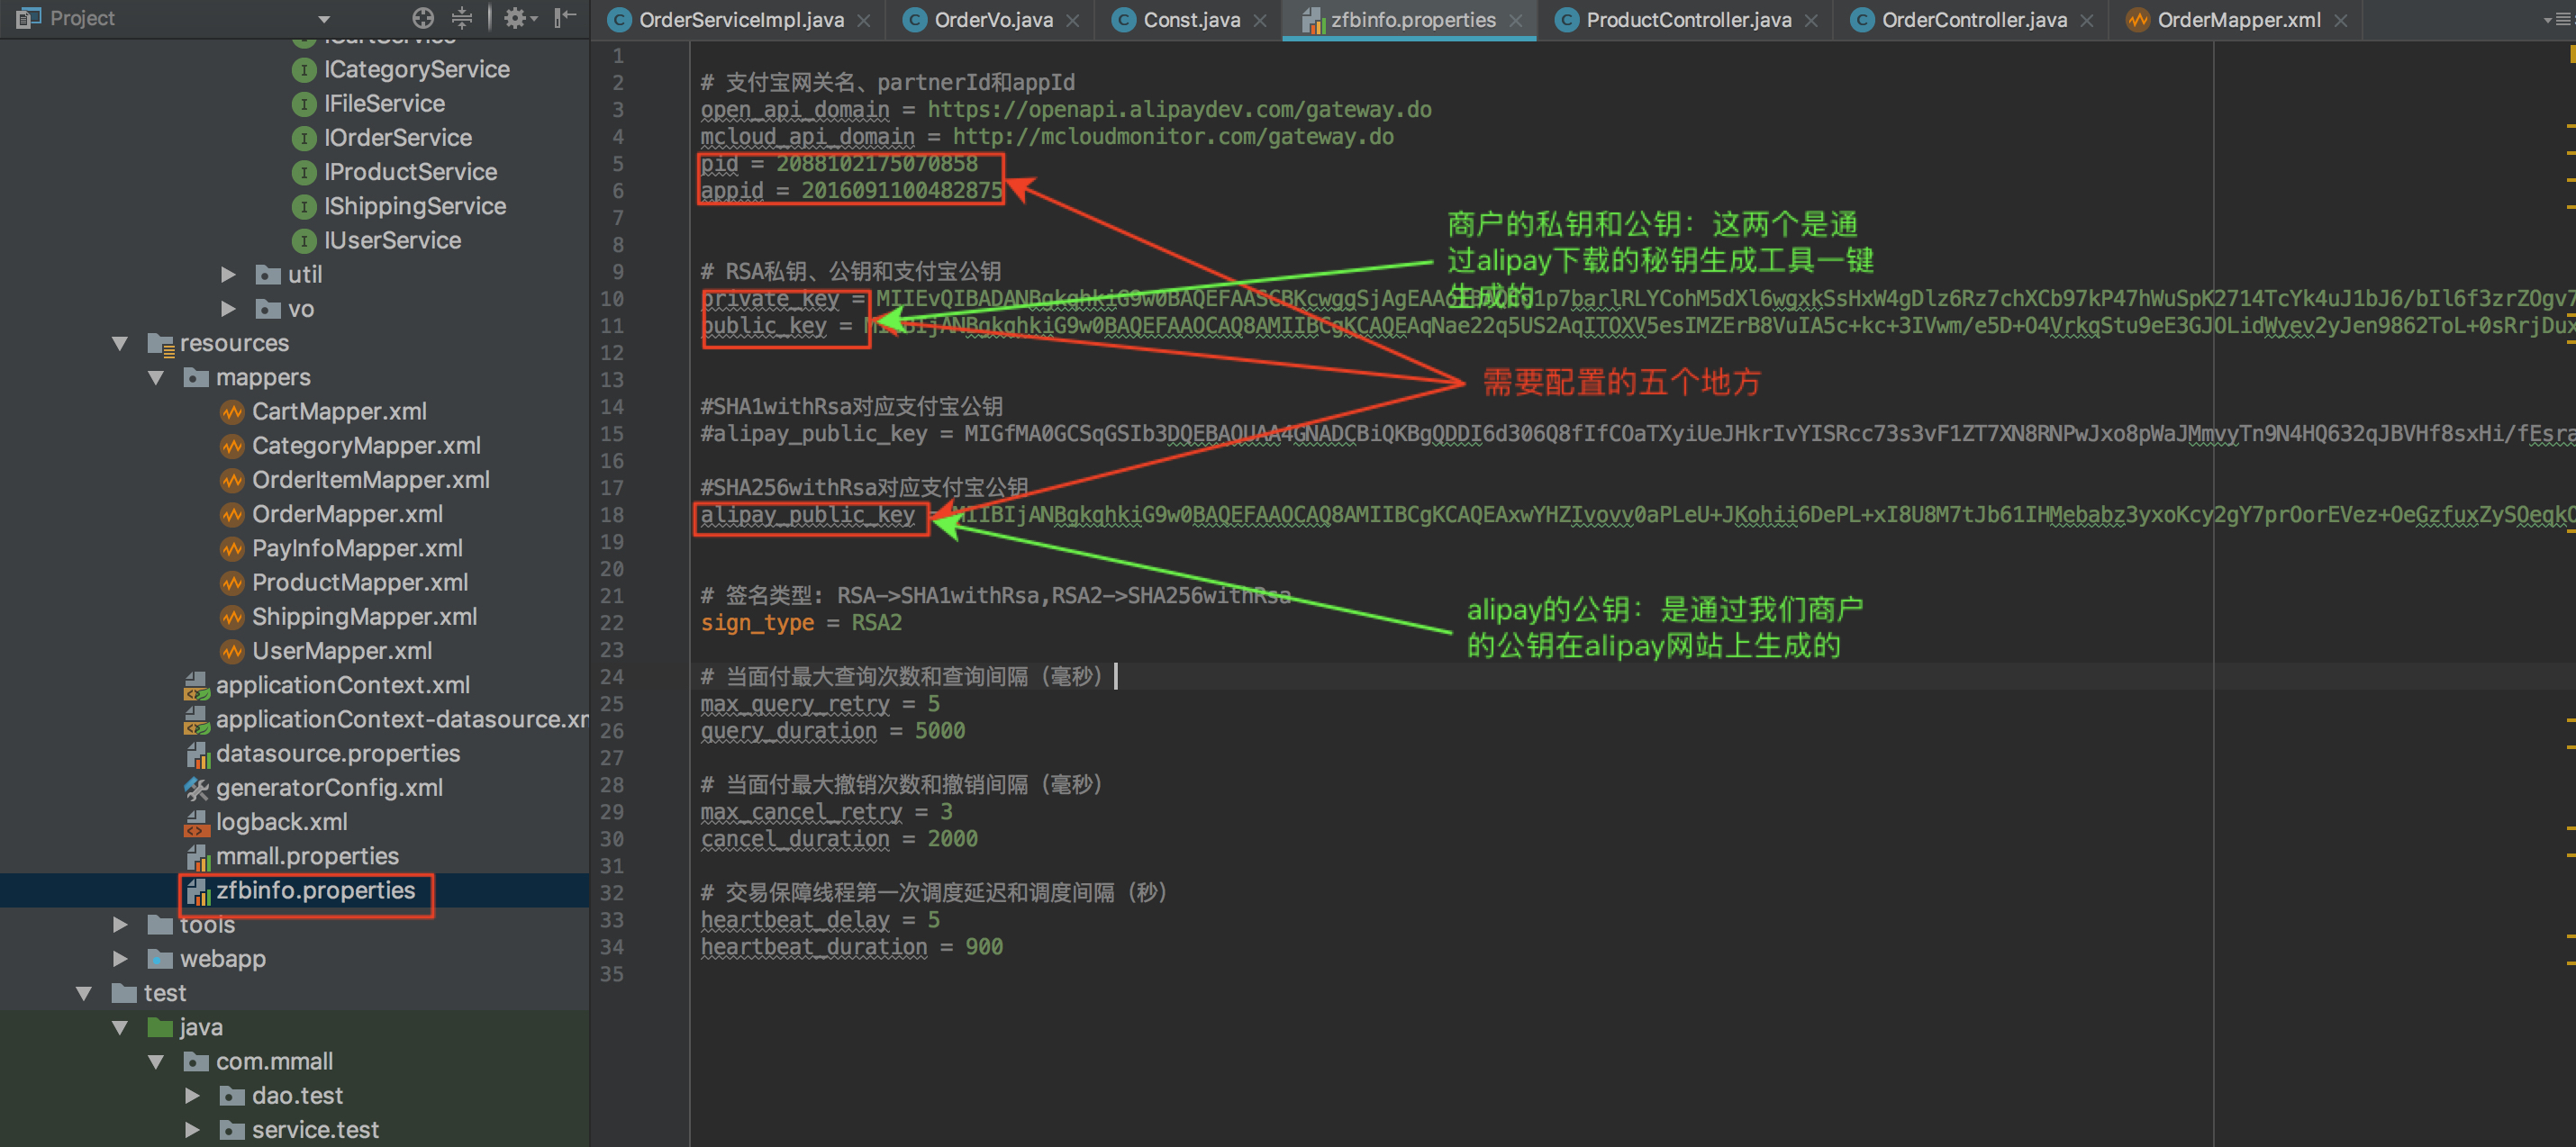 Project
OrderServiceImpl.java
OrderVo.java
Const.java
zfbinfo.properties
ProductController.java
OrderController.java
OrderMapper.xml
ICartService
ICategoryService
IFileService
IOrderService
IProductService
IShippingService
IUserService
util
vo
resources
mappers
CartMapper.xml
CategoryMapper.xml
OrderItemMapper.xml
OrderMapper.xml
PayInfoMapper.xml
ProductMapper.xml
ShippingMapper.xml
UserMapper.xml
applicationContext.xml
applicationContext-datasource.xm
datasource.properties
generatorConfig.xml
logback.xml
mmall.properties
zfbinfo.properties
tools
webapp
test
java
com.mmall
dao.test
service.test
1
2 # 支付宝网关名、partnerId和appId
3 open_api_domain = https://openapi.alipaydev.com/gateway.do
4 mcloud_api_domain = http://mcloudmonitor.com/gateway.do
5 pid = 2088102175070858
6 appid = 2016091100482875
7
8
9 # RSA私钥、公钥和支付宝公钥
10 private_key =
11 public_key =
12
13
14 #SHA1withRsa对应支付宝公钥
15 #alipay_public_key =
16
17 #SHA256withRsa对应支付宝公钥
18 alipay_public_key
19
20
21 # 签名类型: RSA->SHA1withRsa,RSA2->SHA256withRsa
22 sign_type = RSA2
23
24 # 当面付最大查询次数和查询间隔（毫秒）
25 max_query_retry = 5
26 query_duration = 5000
27
28 # 当面付最大撤销次数和撤销间隔（毫秒）
29 max_cancel_retry = 3
30 cancel_duration = 2000
31
32 # 交易保障线程第一次调度延迟和调度间隔（秒）
33 heartbeat_delay = 5
34 heartbeat_duration = 900
35
商户的私钥和公钥：这两个是通
过alipay下载的秘钥生成工具一键
生成的
需要配置的五个地方
alipay的公钥：是通过我们商户
的公钥在alipay网站上生成的